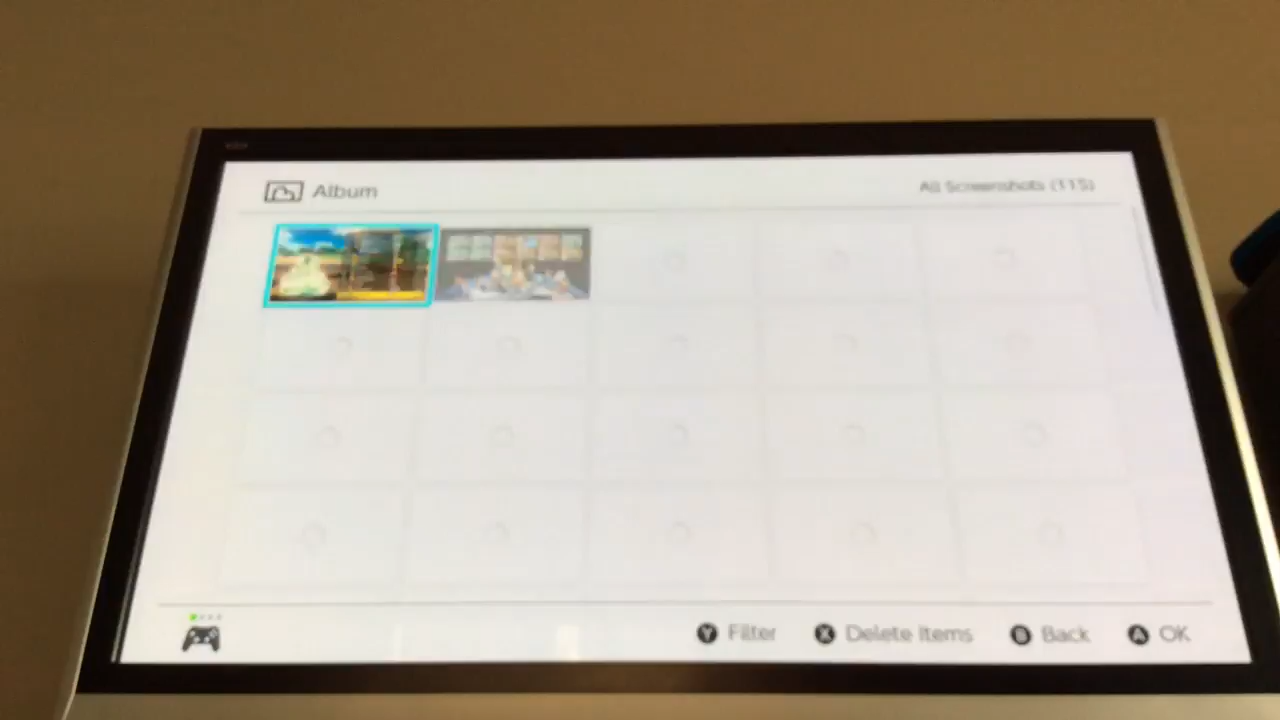 Album
All Screenshots (115)
Y Filter
X Delete Items
B Back
A OK